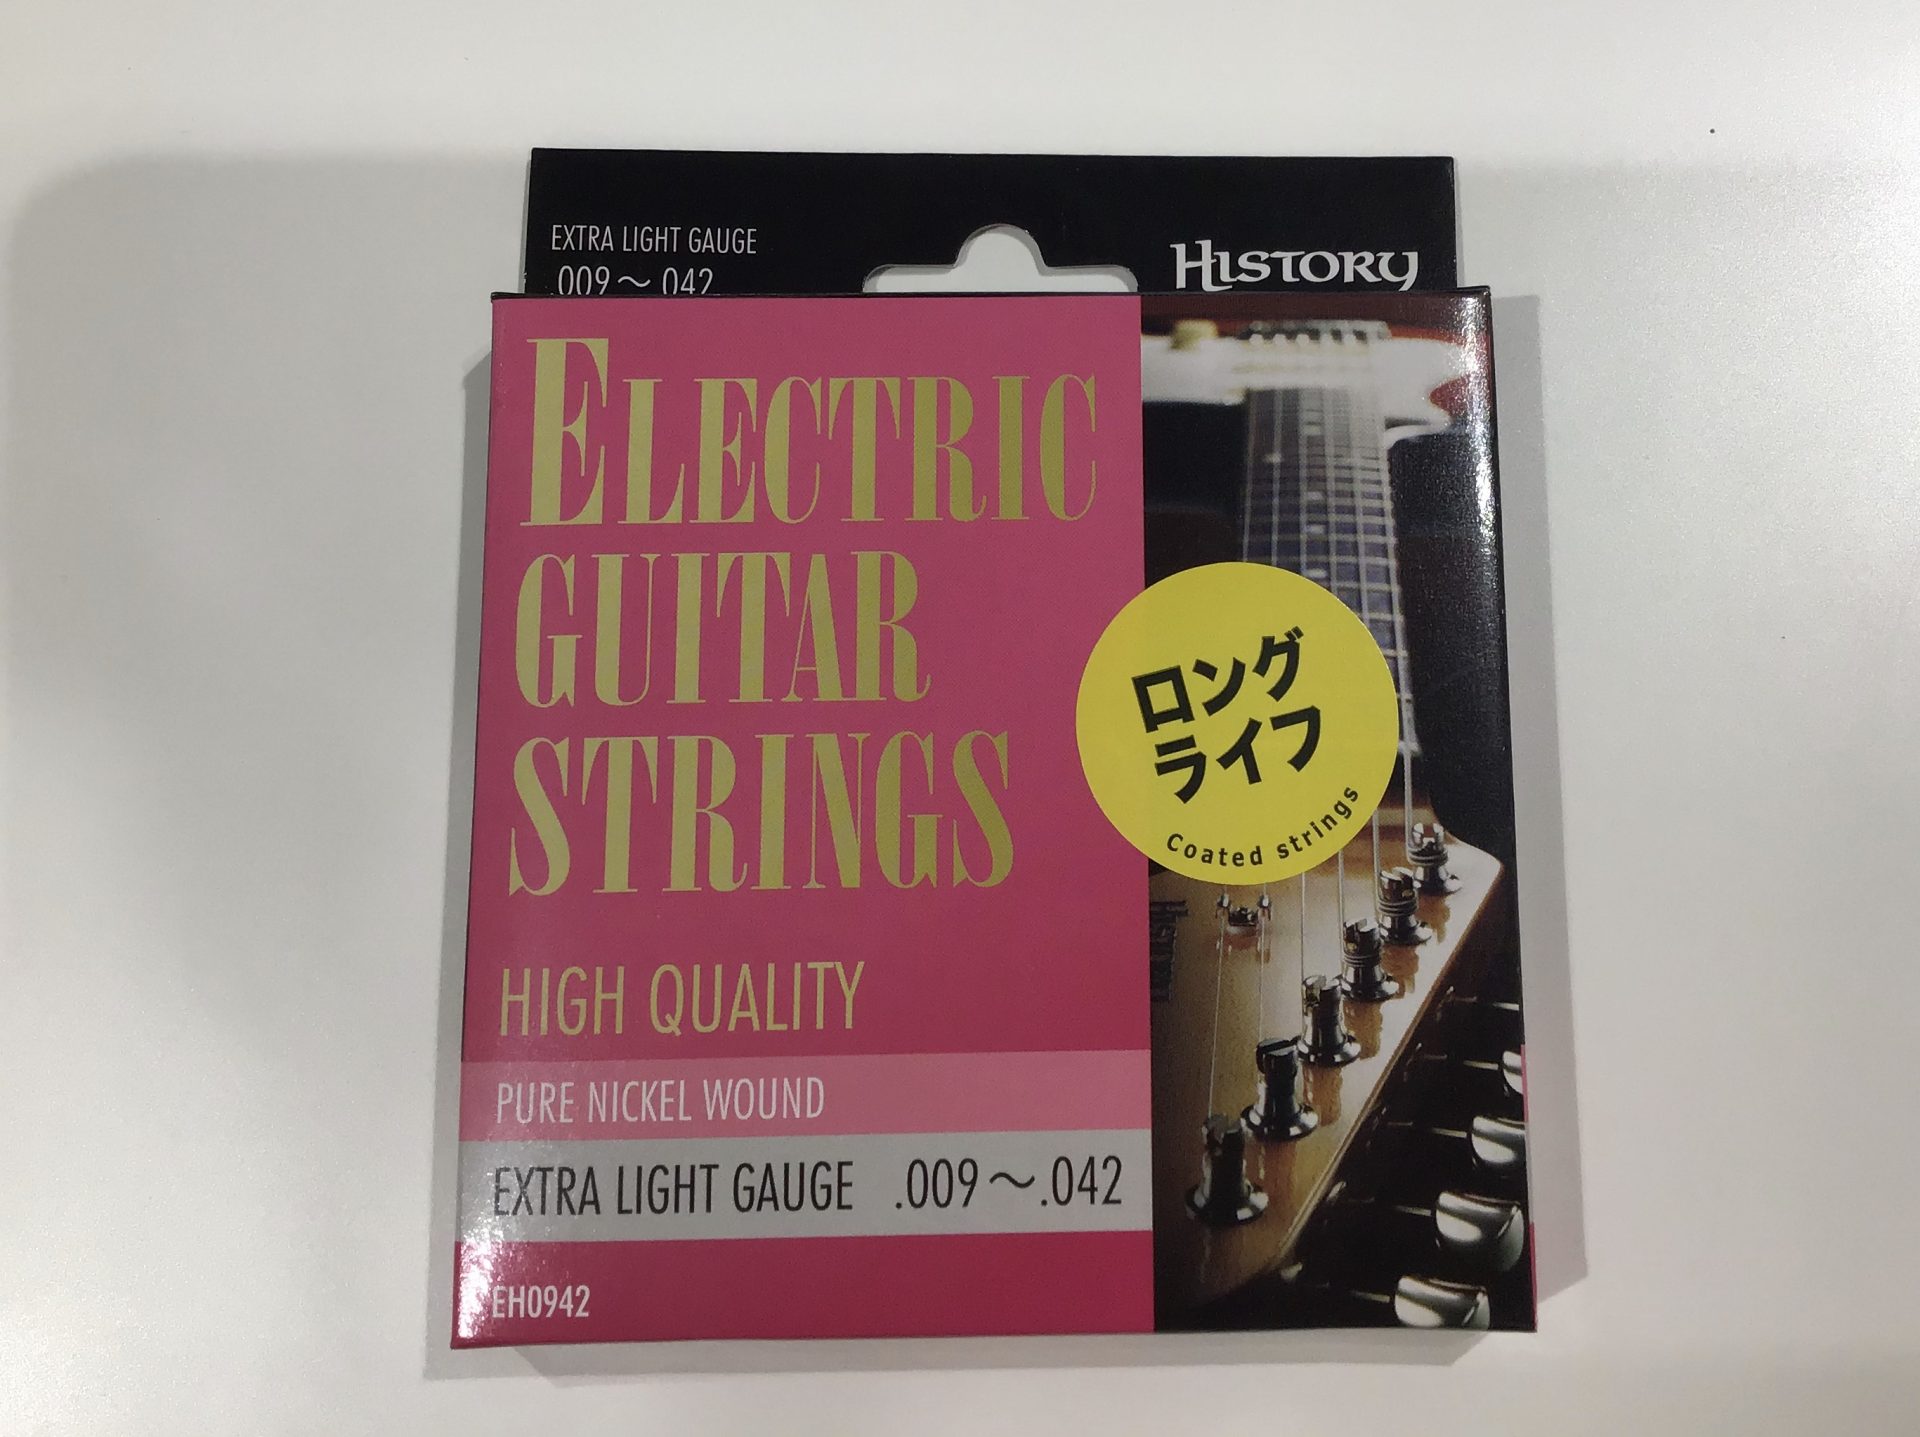 EXTRA LIGHT GAUGE
.009～.042
HISTORY
ELECTRIC
GUITAR
STRINGS
ロング
ライフ
Coated strings
HIGH QUALITY
PURE NICKEL WOUND
EXTRA LIGHT GAUGE .009～.042
EH0942
HISTORY